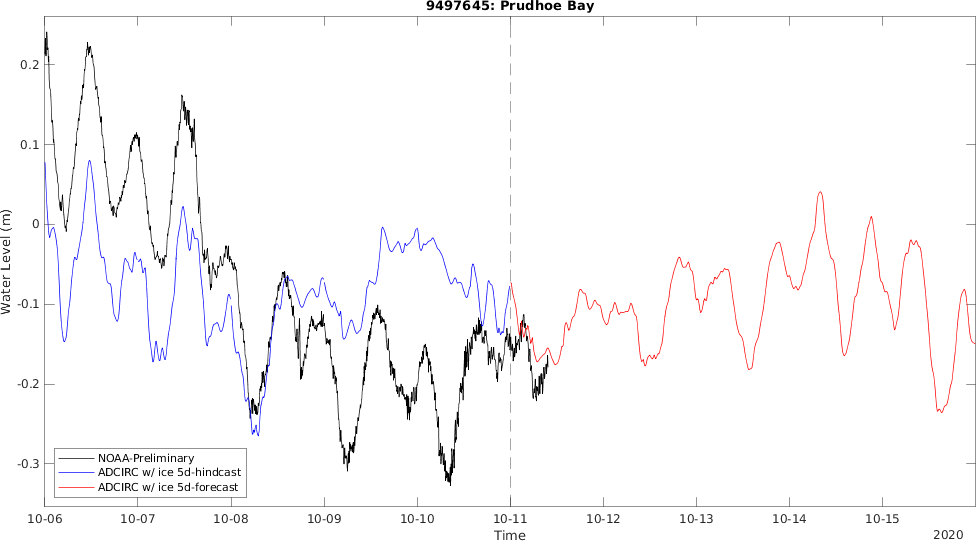 9497645: Prudhoe Bay
0.2
0.1
0
-0.1
-0.2
-0.3
Water Level (m)
NOAA-Preliminary
ADCIRC w/ ice 5d-hindcast
ADCIRC w/ ice 5d-forecast
10-06 10-07 10-08 10-09 10-10 10-11 10-12 10-13 10-14 10-15
Time
2020